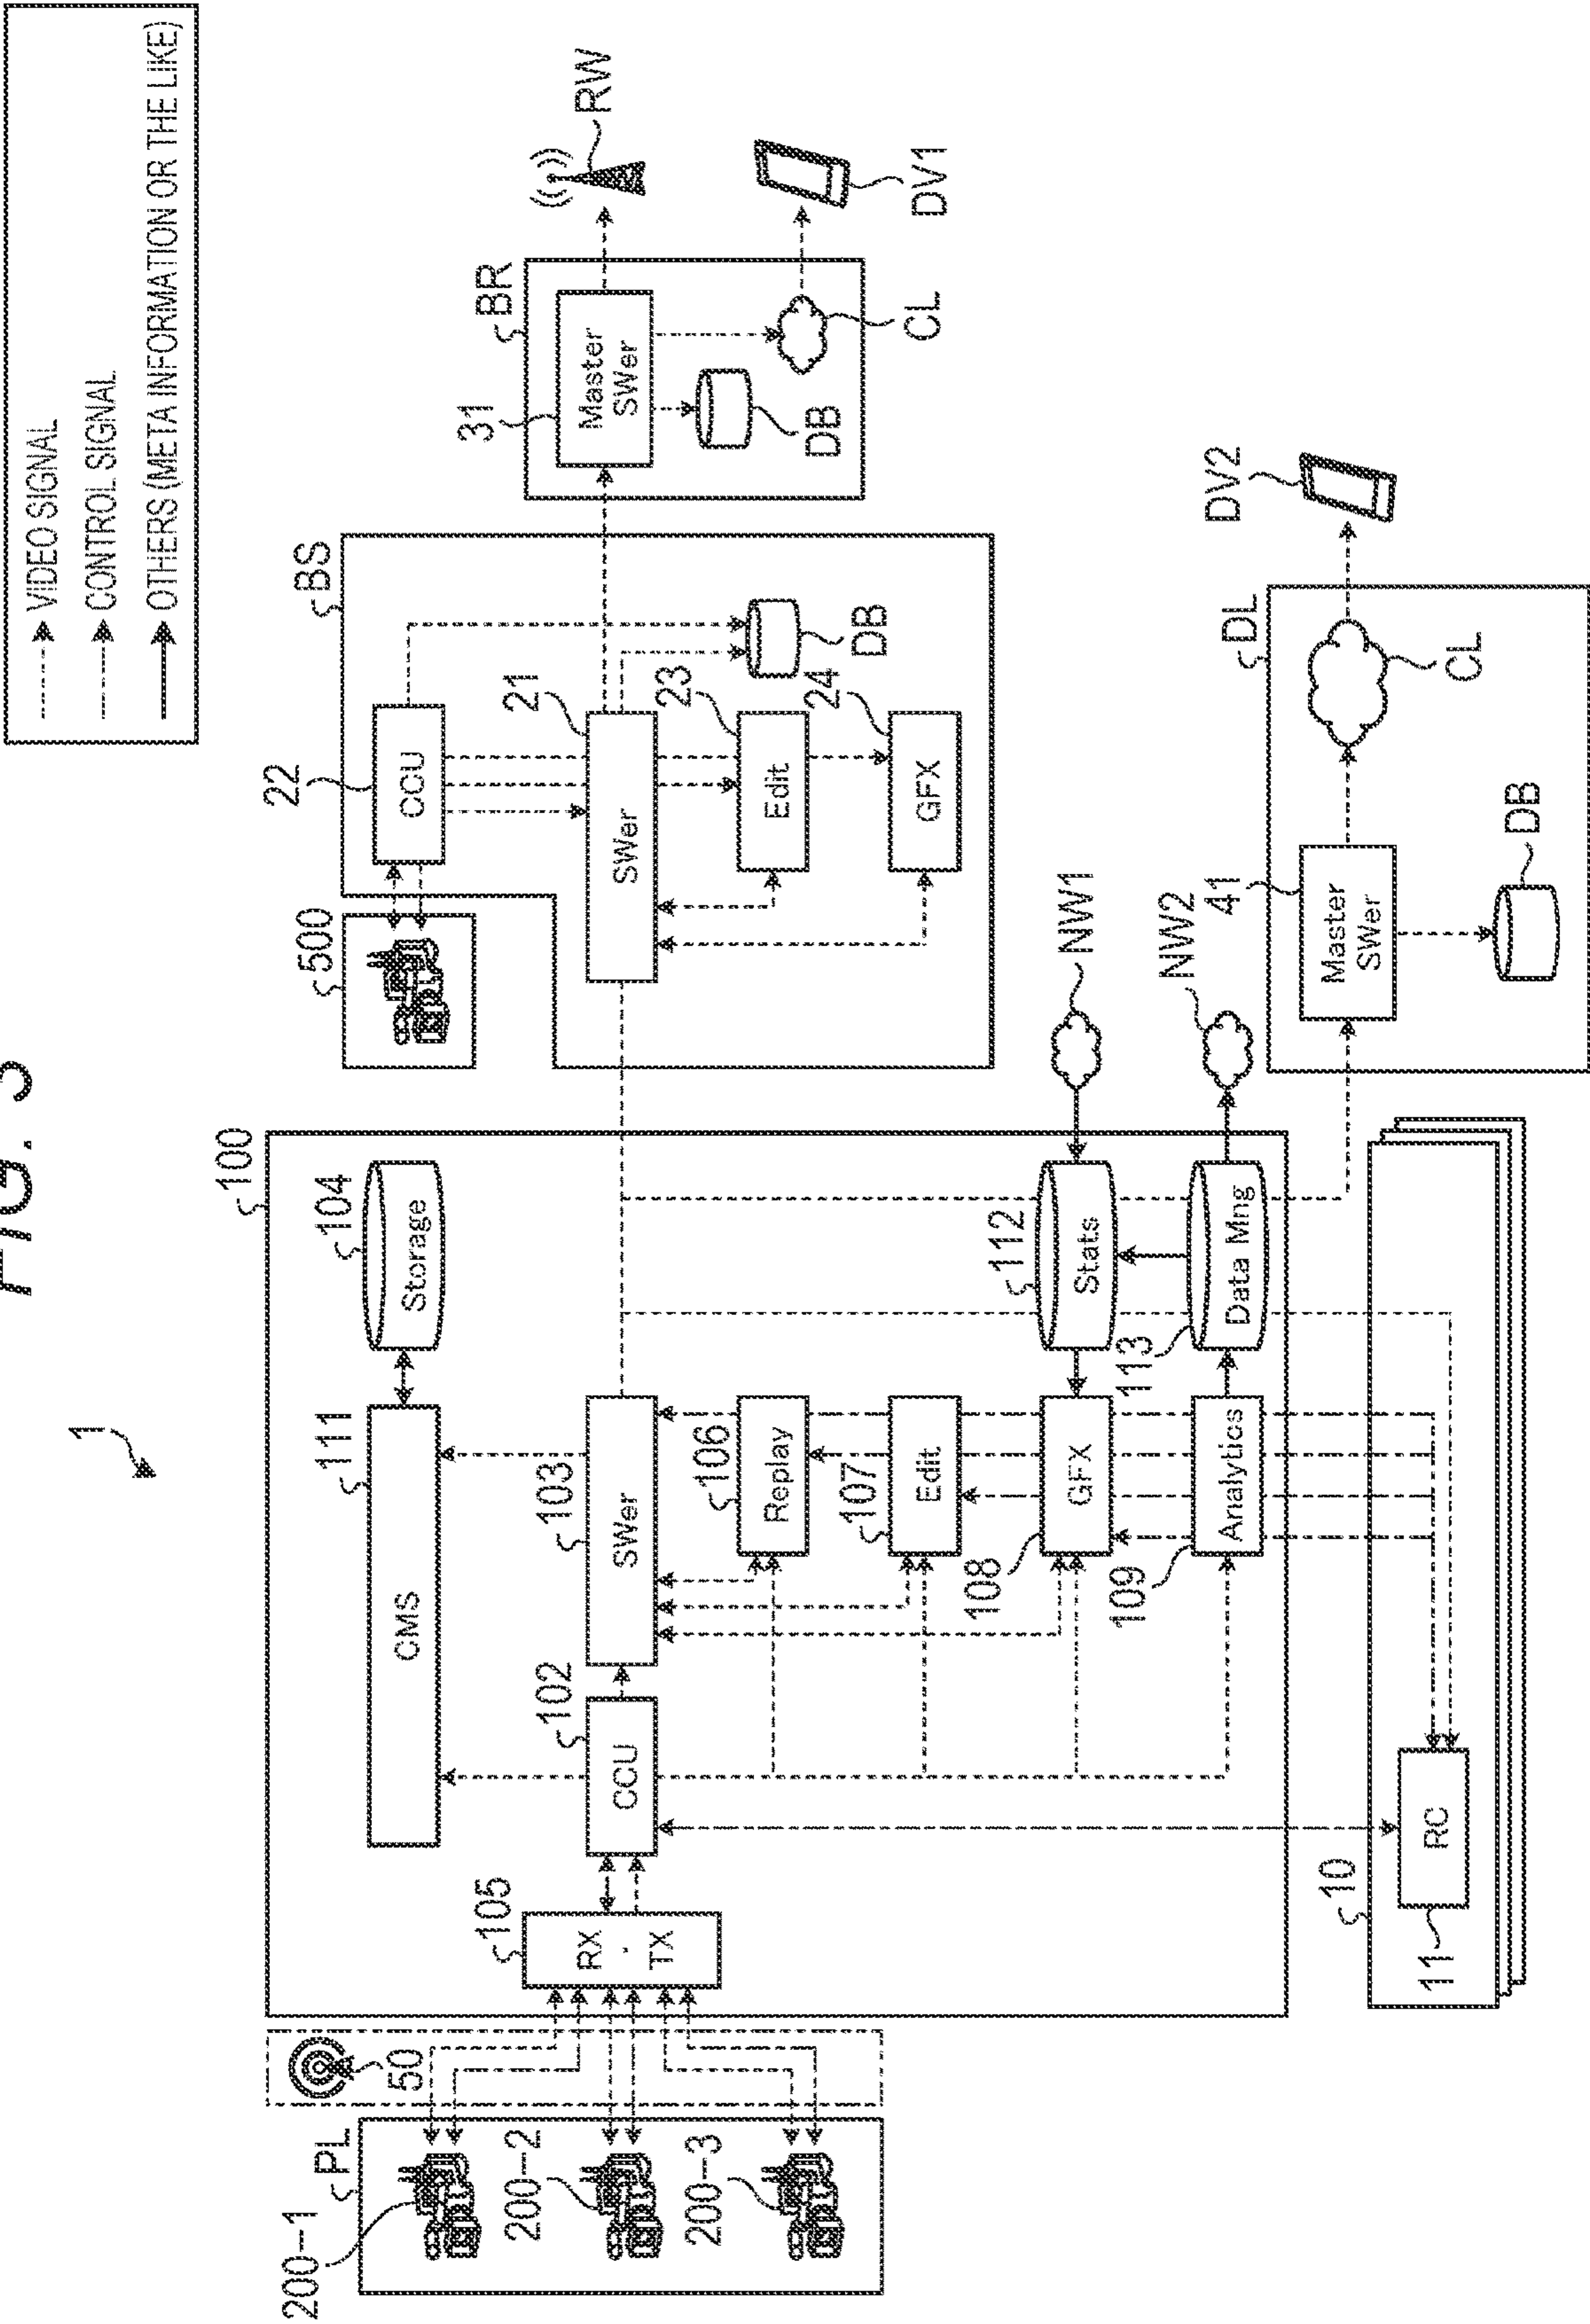 FIG. 3
VIDEO SIGNAL
CONTROL SIGNAL
OTHERS (META INFORMATION OR THE LIKE)
1
100
111
CMS
104
Storage
105
RX
·
TX
102
CCU
103
SWer
106
Replay
107
Edit
108
GFX
109
Analytics
112
Stats
113
Data Mng
PL
200-1
200-2
200-3
50
10
11
RC
500
BS
22
CCU
21
SWer
23
Edit
24
GFX
DB
BR
31
Master
SWer
DB
CL
RW
DV1
NW1
NW2
DL
41
Master
SWer
DB
CL
DV2